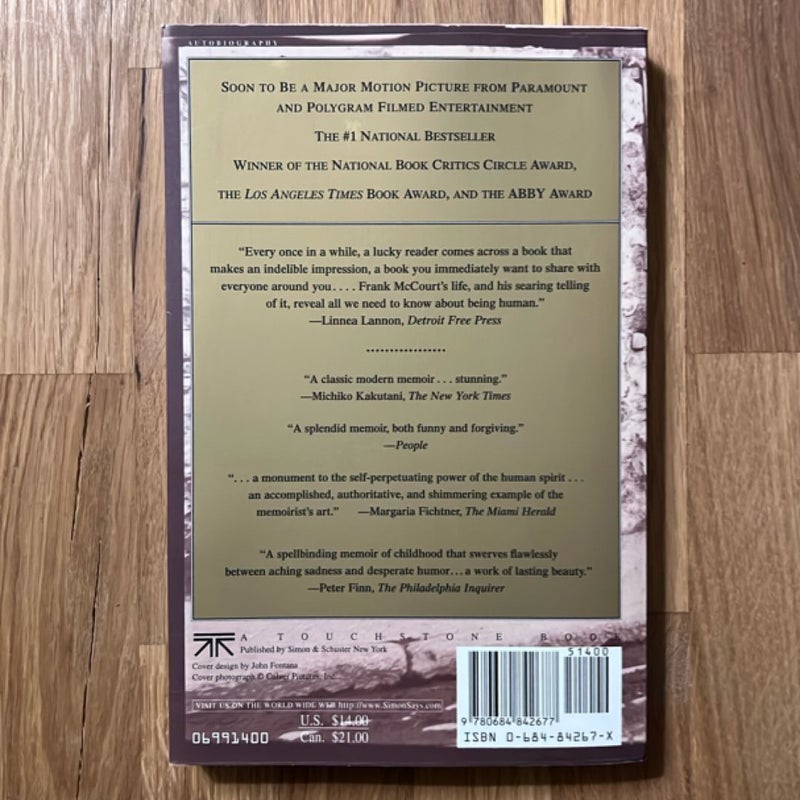 AUTOBIOGRAPHY
SOON TO BE A MAJOR MOTION PICTURE FROM PARAMOUNT
AND POLYGRAM FILMED ENTERTAINMENT
THE #1 NATIONAL BESTSELLER
WINNER OF THE NATIONAL BOOK CRITICS CIRCLE AWARD,
THE LOS ANGELES TIMES BOOK AWARD, AND THE ABBY AWARD
“Every once in a while, a lucky reader comes across a book that
makes an indelible impression, a book you immediately want to share with
everyone around you . . . . Frank McCourt’s life, and his searing telling
of it, reveal all we need to know about being human.”
—Linnea Lannon, Detroit Free Press
“A classic modern memoir . . . stunning.”
—Michiko Kakutani, The New York Times
“A splendid memoir, both funny and forgiving.”
—People
“. . . a monument to the self-perpetuating power of the human spirit . . .
an accomplished, authoritative, and shimmering example of the
memoirist’s art.” —Margaria Fichtner, The Miami Herald
“A spellbinding memoir of childhood that swerves flawlessly
between aching sadness and desperate humor. . . a work of lasting beauty.”
—Peter Finn, The Philadelphia Inquirer
A TOUCHSTONE BOOK
Published by Simon & Schuster New York
Cover design by John Fontana
Cover photograph © Culver Pictures, Inc.
VISIT US ON THE WORLD WIDE WEB http://www.SimonSays.com
U.S. $14.00
Can. $21.00
06991400
51400
9 780684 842677
ISBN 0-684-84267-X